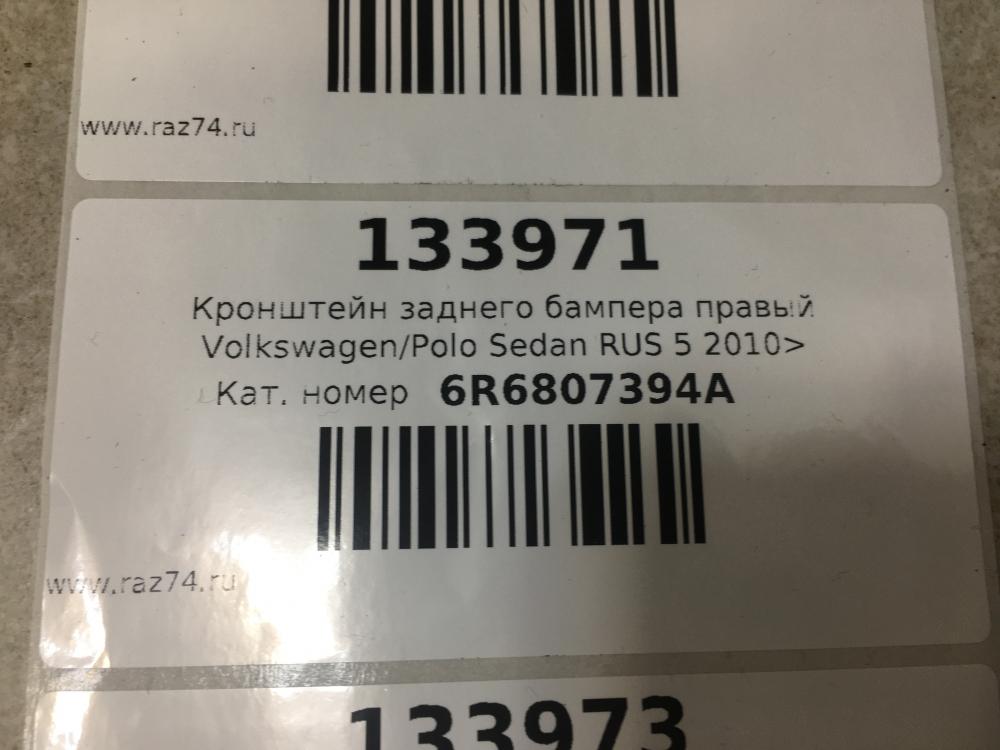 www.raz74.ru
133971
Кронштейн заднего бампера правый
Volkswagen/Polo Sedan RUS 5 2010>
Кат. номер 6R6807394A
www.raz74.ru
133973